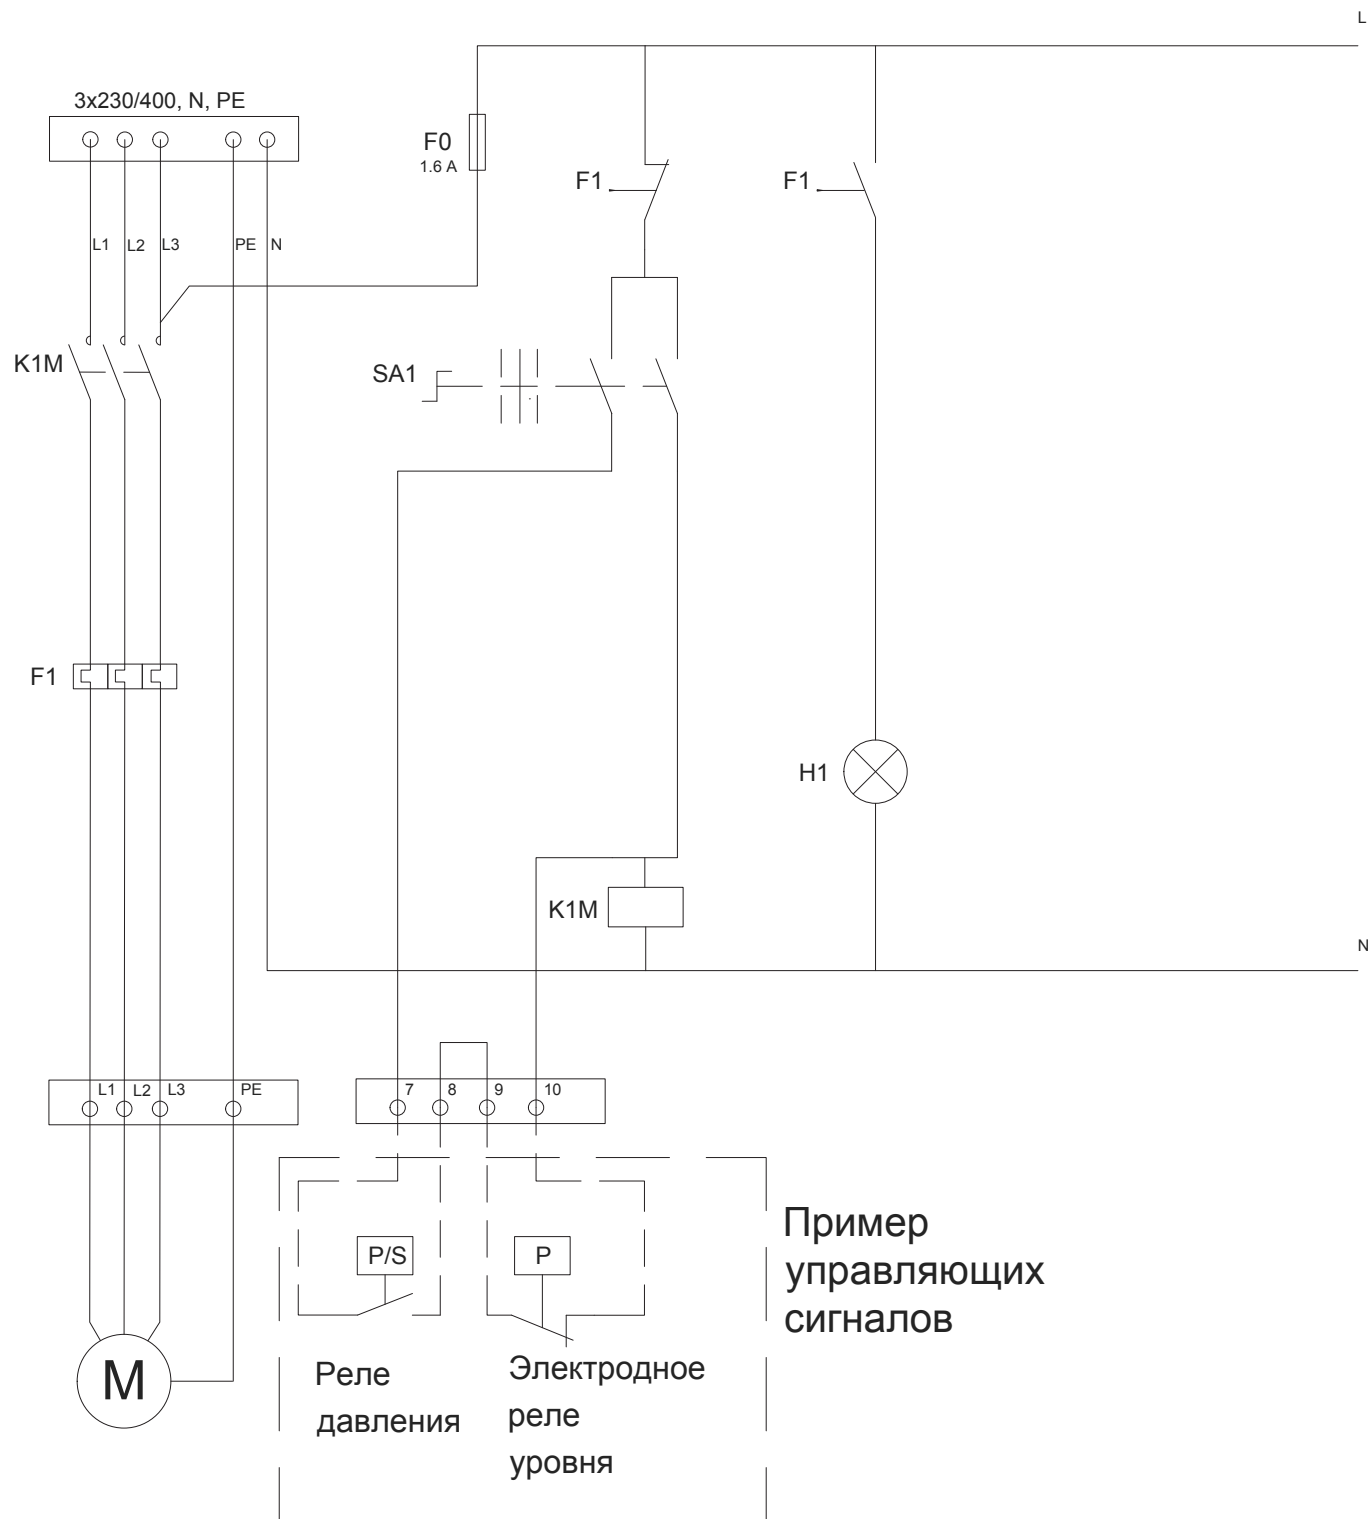 L
3x230/400, N, PE
F0
1.6 A
F1
F1
L1 L2 L3 PE N
K1M
SA1
F1
H1
K1M
N
L1 L2 L3 PE
7 8 9 10
P/S
P
M
Реле
давления
Электродное
реле
уровня
Пример
управляющих
сигналов